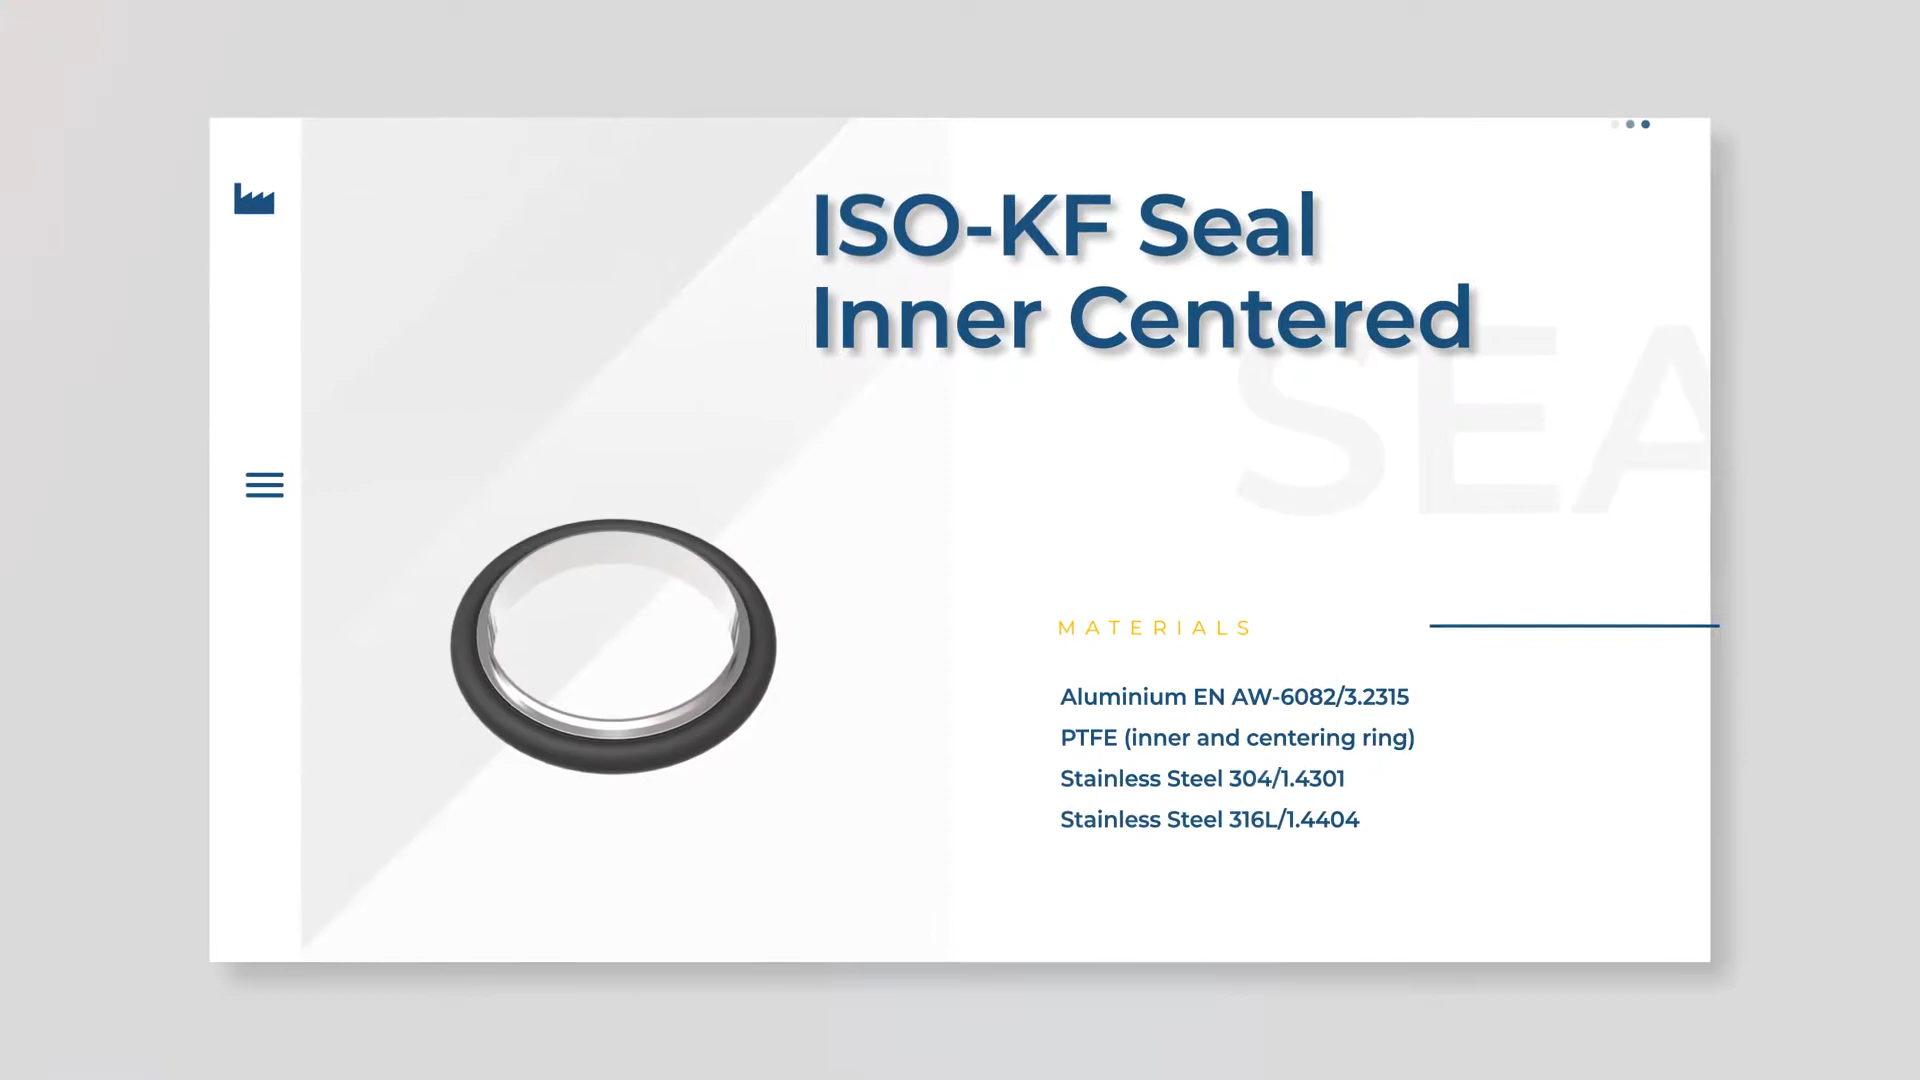 ISO-KF Seal
Inner Centered
SEA
MATERIALS
Aluminium EN AW-6082/3.2315
PTFE (inner and centering ring)
Stainless Steel 304/1.4301
Stainless Steel 316L/1.4404